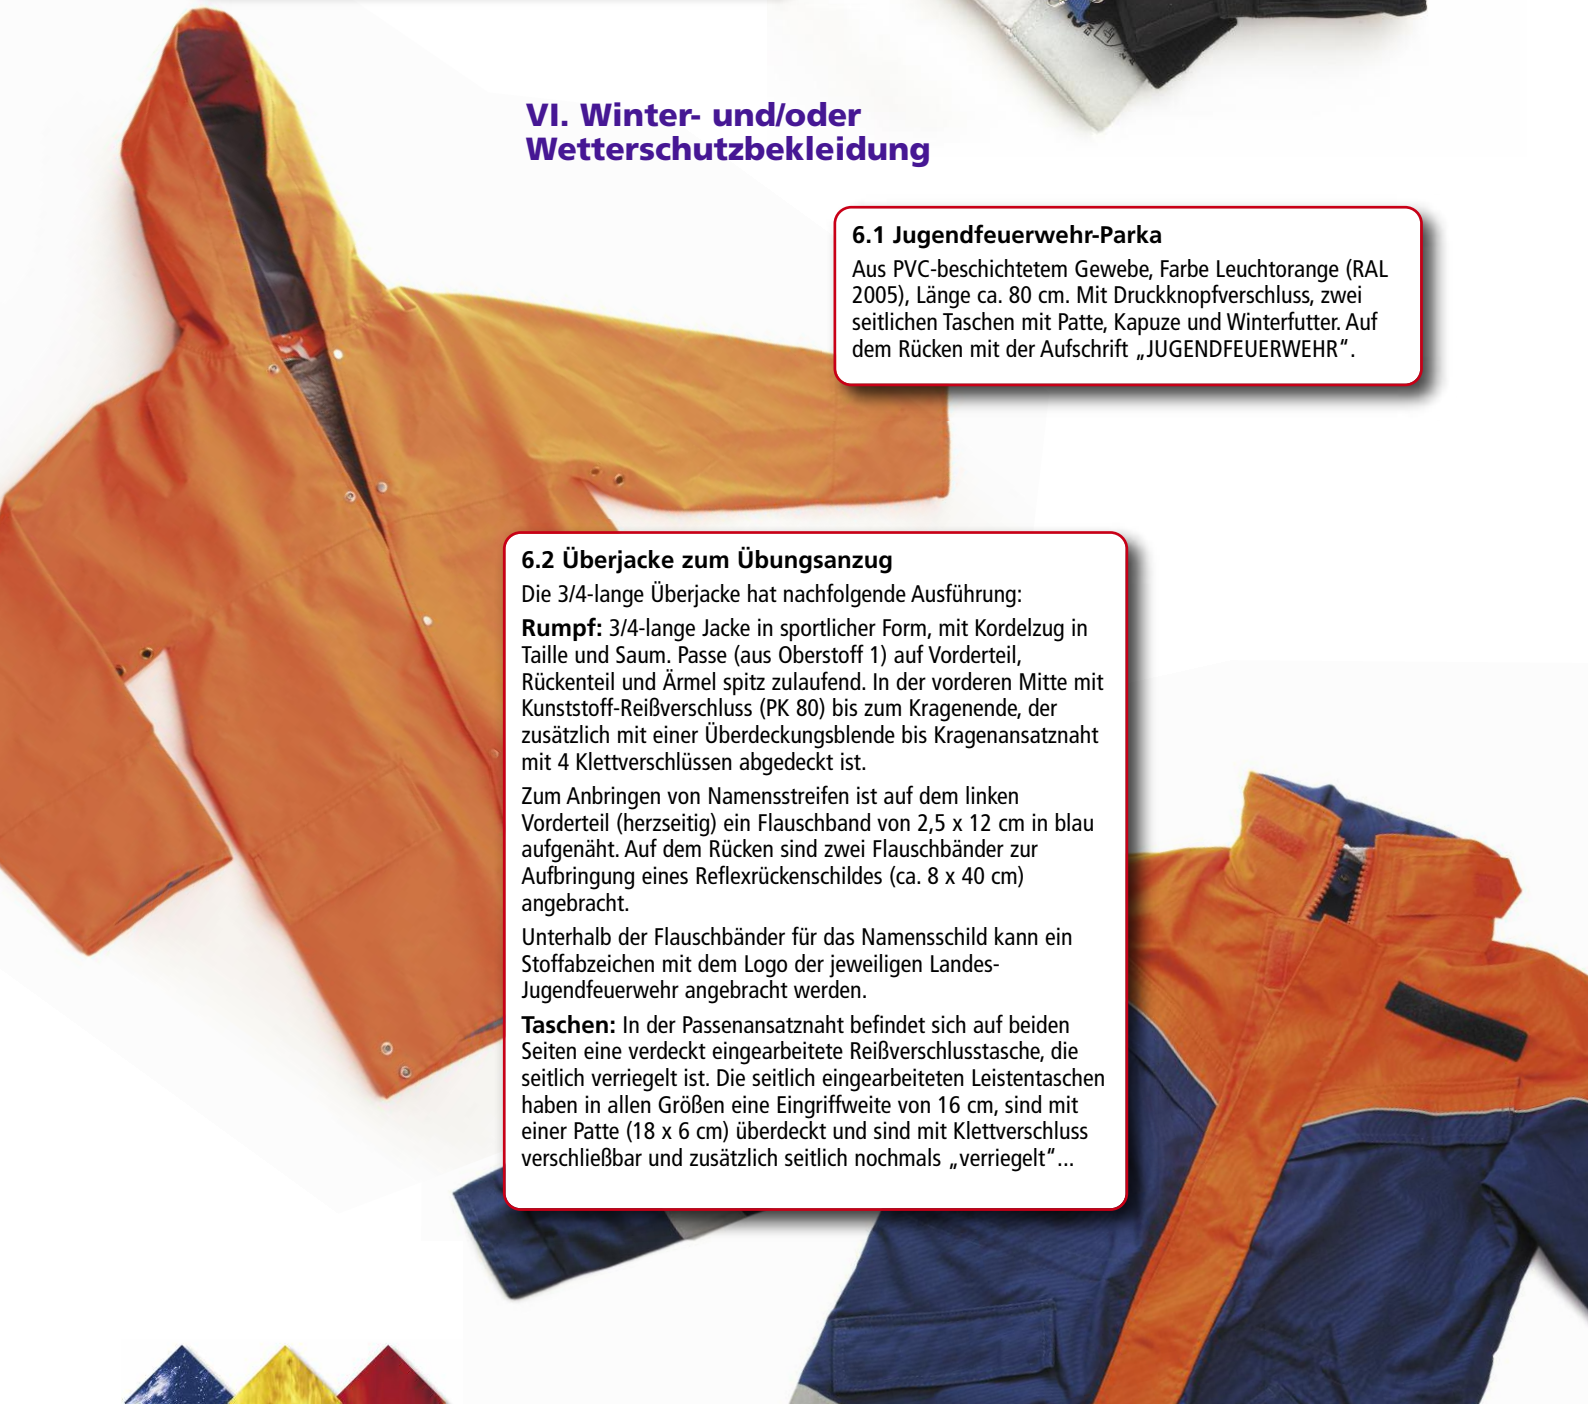 VI. Winter- und/oder
Wetterschutzbekleidung
6.1 Jugendfeuerwehr-Parka
Aus PVC-beschichtetem Gewebe, Farbe Leuchtorange (RAL
2005), Länge ca. 80 cm. Mit Druckknopfverschluss, zwei
seitlichen Taschen mit Patte, Kapuze und Winterfutter. Auf
dem Rücken mit der Aufschrift „JUGENDFEUERWEHR“.
6.2 Überjacke zum Übungsanzug
Die 3/4-lange Überjacke hat nachfolgende Ausführung:
Rumpf: 3/4-lange Jacke in sportlicher Form, mit Kordelzug in
Taille und Saum. Passe (aus Oberstoff 1) auf Vorderteil,
Rückenteil und Ärmel spitz zulaufend. In der vorderen Mitte mit
Kunststoff-Reißverschluss (PK 80) bis zum Kragenende, der
zusätzlich mit einer Überdeckungsblende bis Kragenansatznaht
mit 4 Klettverschlüssen abgedeckt ist.
Zum Anbringen von Namensstreifen ist auf dem linken
Vorderteil (herzseitig) ein Flauschband von 2,5 x 12 cm in blau
aufgenäht. Auf dem Rücken sind zwei Flauschbänder zur
Aufbringung eines Reflexrückenschildes (ca. 8 x 40 cm)
angebracht.
Unterhalb der Flauschbänder für das Namensschild kann ein
Stoffabzeichen mit dem Logo der jeweiligen Landes-
Jugendfeuerwehr angebracht werden.
Taschen: In der Passenansatznaht befindet sich auf beiden
Seiten eine verdeckt eingearbeitete Reißverschlusstasche, die
seitlich verriegelt ist. Die seitlich eingearbeiteten Leistentaschen
haben in allen Größen eine Eingriffweite von 16 cm, sind mit
einer Patte (18 x 6 cm) überdeckt und sind mit Klettverschluss
verschließbar und zusätzlich seitlich nochmals „verriegelt“...